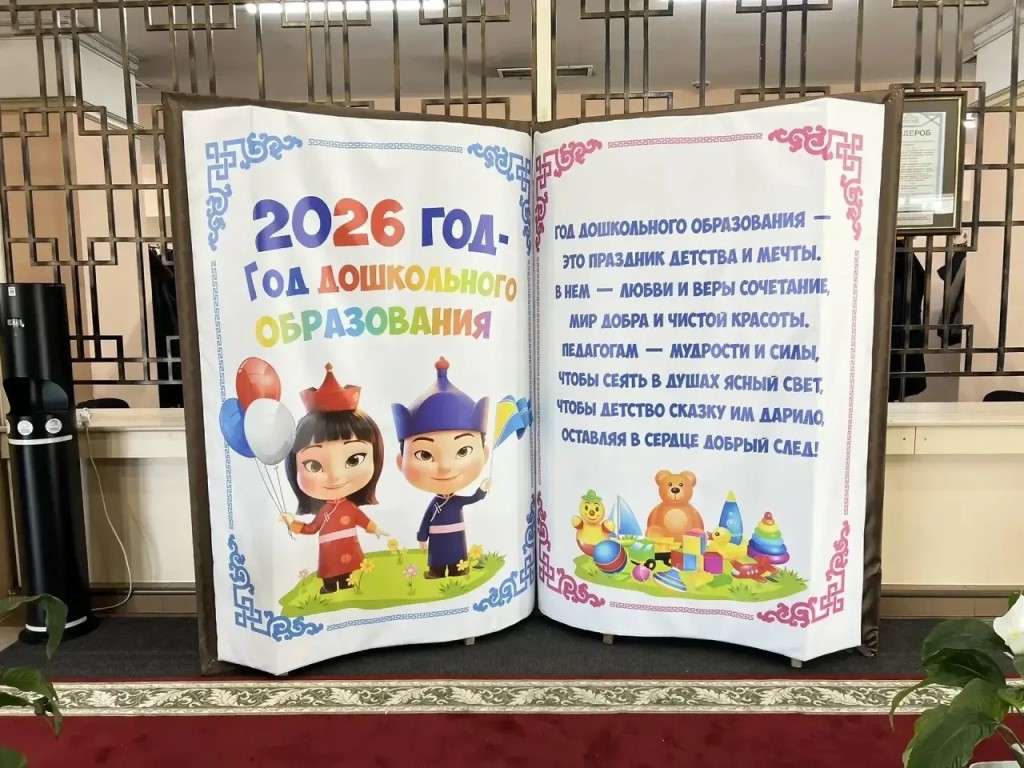 2026 ГОД-
ГОД ДОШКОЛЬНОГО
ОБРАЗОВАНИЯ
ГОД ДОШКОЛЬНОГО ОБРАЗОВАНИЯ —
ЭТО ПРАЗДНИК ДЕТСТВА И МЕЧТЫ.
В НЕМ — ЛЮБВИ И ВЕРЫ СОЧЕТАНИЕ,
МИР ДОБРА И ЧИСТОЙ КРАСОТЫ.
ПЕДАГОГАМ — МУДРОСТИ И СИЛЫ,
ЧТОБЫ СЕЯТЬ В ДУШАХ ЯСНЫЙ СВЕТ,
ЧТОБЫ ДЕТСТВО СКАЗКУ ИМ ДАРИЛО,
ОСТАВЛЯЯ В СЕРДЦЕ ДОБРЫЙ СЛЕД!